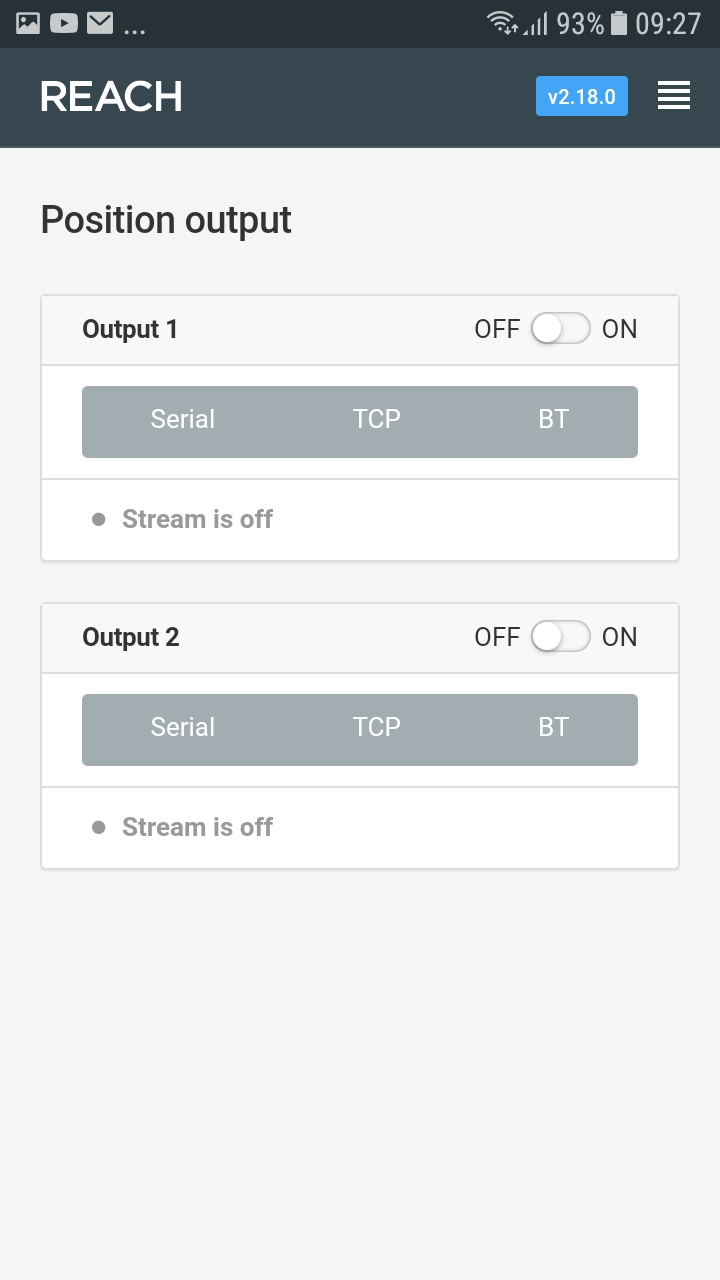 ... 93% 09:27
REACH v2.18.0
Position output
Output 1 OFF ON
Serial TCP BT
Stream is off
Output 2 OFF ON
Serial TCP BT
Stream is off